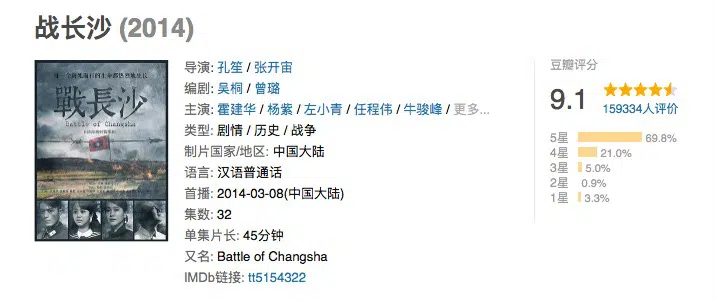 战长沙 (2014)
戰長沙
Battle of Changsha
导演: 孔笙 / 张开宙
编剧: 吴桐 / 曾璐
主演: 霍建华 / 杨紫 / 左小青 / 任程伟 / 牛骏峰 / 更多...
类型: 剧情 / 历史 / 战争
制片国家/地区: 中国大陆
语言: 汉语普通话
首播: 2014-03-08(中国大陆)
集数: 32
单集片长: 45分钟
又名: Battle of Changsha
IMDb链接: tt5154322
豆瓣评分
9.1
159334人评价
5星 69.8%
4星 21.0%
3星 5.0%
2星 0.9%
1星 3.3%